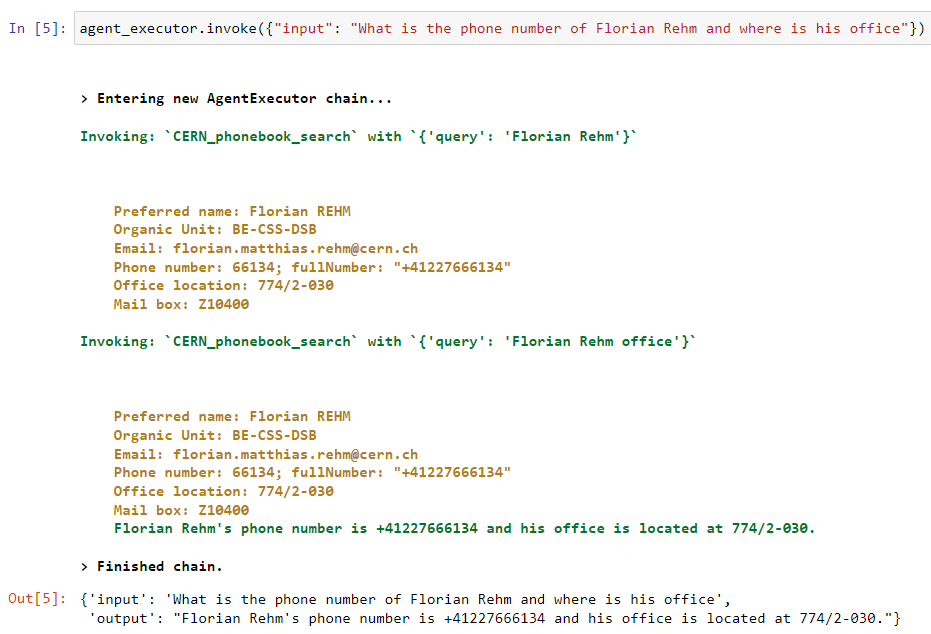 In [5]: agent_executor.invoke({"input": "What is the phone number of Florian Rehm and where is his office"})
> Entering new AgentExecutor chain...
Invoking: `CERN_phonebook_search` with `{'query': 'Florian Rehm'}`
Preferred name: Florian REHM
Organic Unit: BE-CSS-DSB
Email: florian.matthias.rehm@cern.ch
Phone number: 66134; fullNumber: "+41227666134"
Office location: 774/2-030
Mail box: Z10400
Invoking: `CERN_phonebook_search` with `{'query': 'Florian Rehm office'}`
Preferred name: Florian REHM
Organic Unit: BE-CSS-DSB
Email: florian.matthias.rehm@cern.ch
Phone number: 66134; fullNumber: "+41227666134"
Office location: 774/2-030
Mail box: Z10400
Florian Rehm's phone number is +41227666134 and his office is located at 774/2-030.
> Finished chain.
Out[5]: {'input': 'What is the phone number of Florian Rehm and where is his office',
'output': "Florian Rehm's phone number is +41227666134 and his office is located at 774/2-030."}